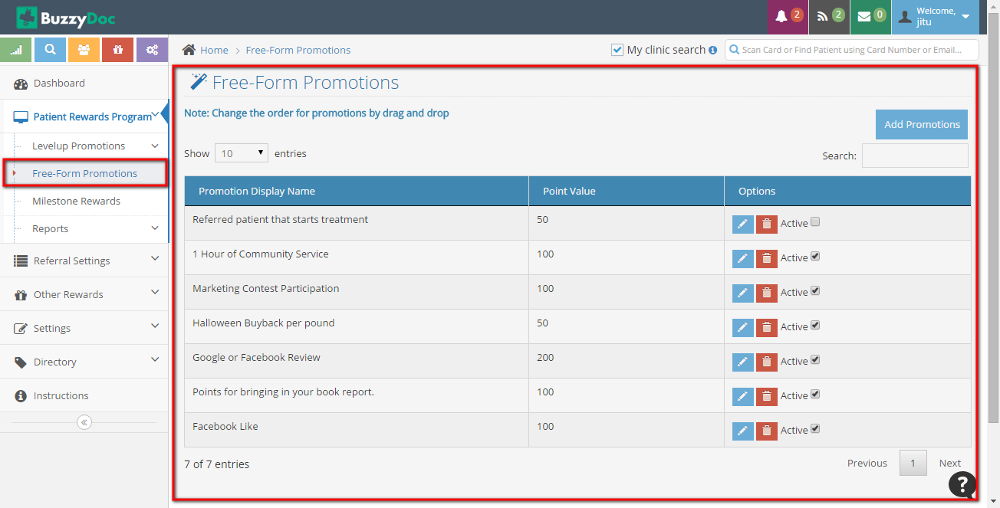 BuzzyDoc
2
2
0
Welcome,
jitu
Home > Free-Form Promotions
My clinic search
Scan Card or Find Patient using Card Number or Email...
Dashboard
Patient Rewards Program
Levelup Promotions
Free-Form Promotions
Milestone Rewards
Reports
Referral Settings
Other Rewards
Settings
Directory
Instructions
Free-Form Promotions
Note: Change the order for promotions by drag and drop
Add Promotions
Show 10 entries
Search:
Promotion Display Name Point Value Options
Referred patient that starts treatment 50 Active
1 Hour of Community Service 100 Active
Marketing Contest Participation 100 Active
Halloween Buyback per pound 50 Active
Google or Facebook Review 200 Active
Points for bringing in your book report. 100 Active
Facebook Like 100 Active
7 of 7 entries
Previous 1 Next
?